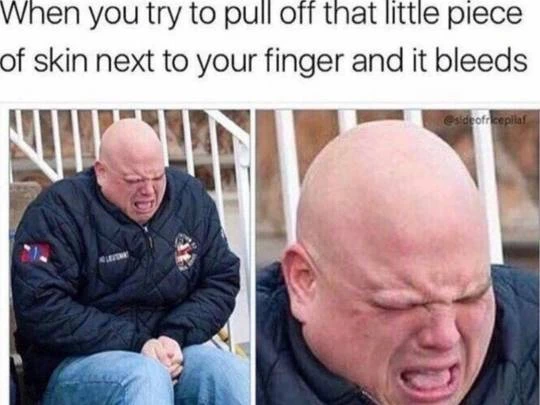 When you try to pull off that little piece
of skin next to your finger and it bleeds
@sideofricepilaf